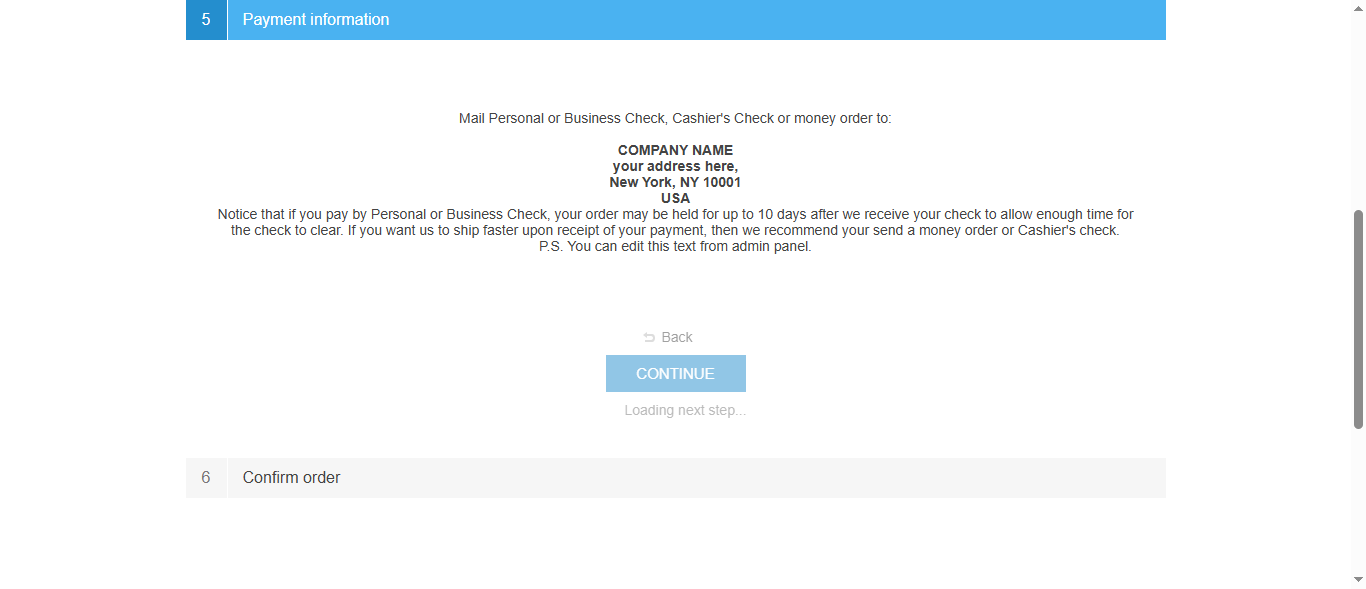 5 Payment information
Mail Personal or Business Check, Cashier's Check or money order to:
COMPANY NAME
your address here,
New York, NY 10001
USA
Notice that if you pay by Personal or Business Check, your order may be held for up to 10 days after we receive your check to allow enough time for
the check to clear. If you want us to ship faster upon receipt of your payment, then we recommend your send a money order or Cashier's check.
P.S. You can edit this text from admin panel.
Back
CONTINUE
Loading next step...
6 Confirm order